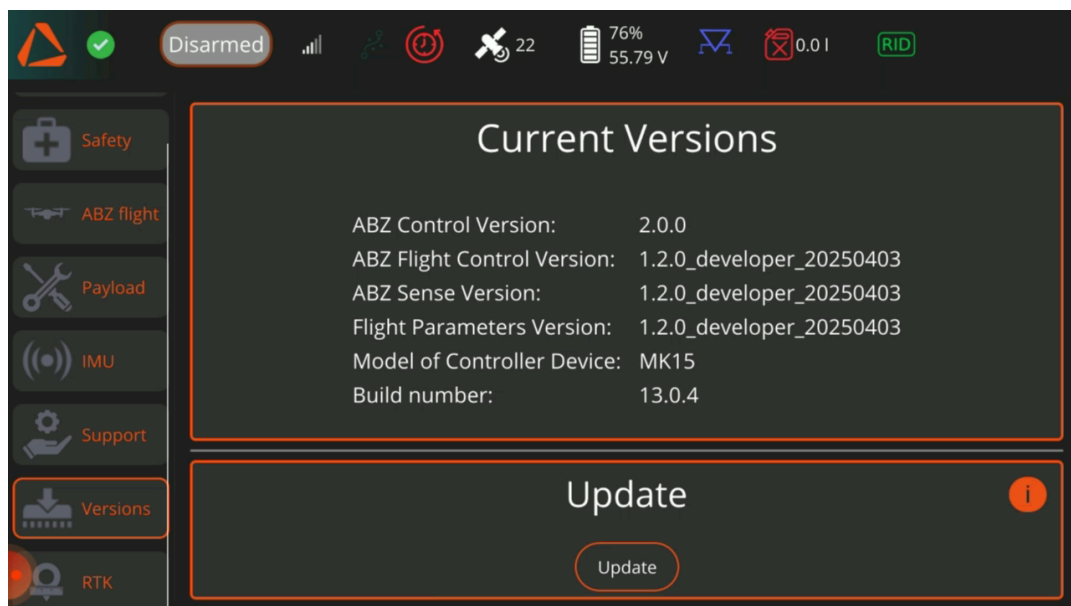 Disarmed
22
76%
55.79 V
0.0 l
RID
Safety
ABZ flight
Payload
IMU
Support
Versions
RTK
Current Versions
ABZ Control Version: 2.0.0
ABZ Flight Control Version: 1.2.0_developer_20250403
ABZ Sense Version: 1.2.0_developer_20250403
Flight Parameters Version: 1.2.0_developer_20250403
Model of Controller Device: MK15
Build number: 13.0.4
Update
i
Update